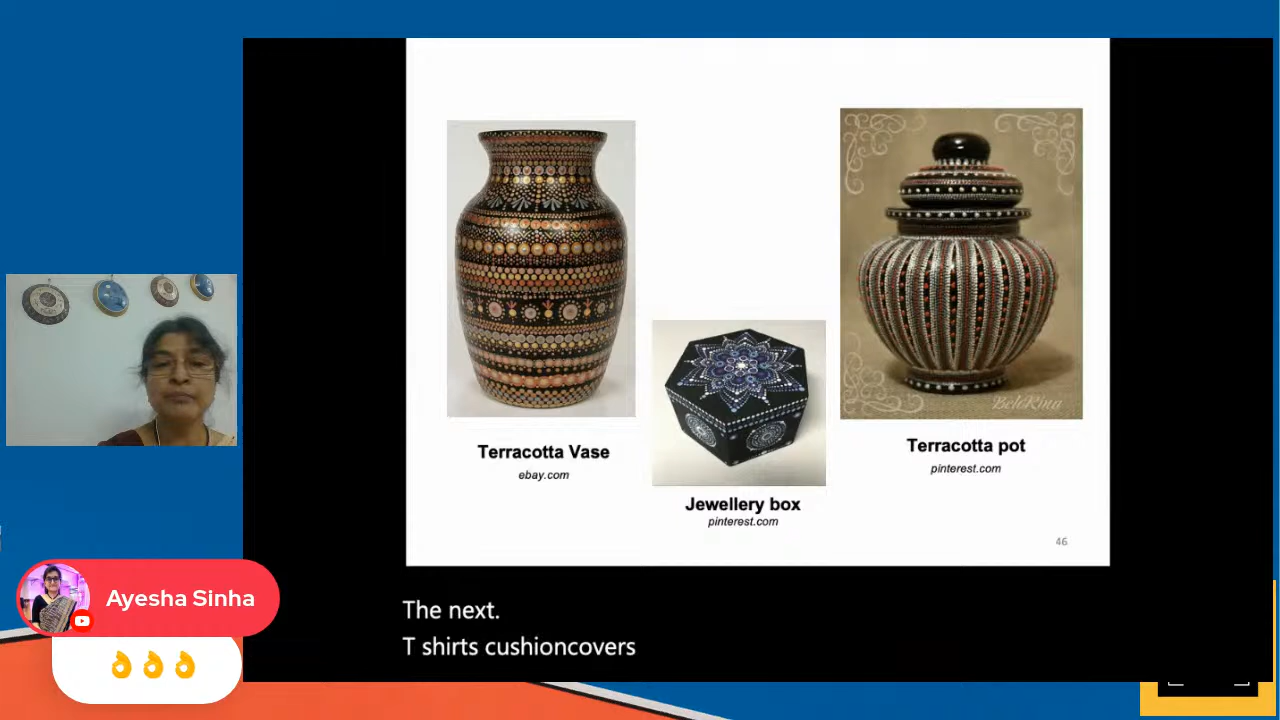 Terracotta Vase
ebay.com
Jewellery box
pinterest.com
BeleRina
Terracotta pot
pinterest.com
46
Ayesha Sinha
👌👌👌
The next.
T shirts cushioncovers